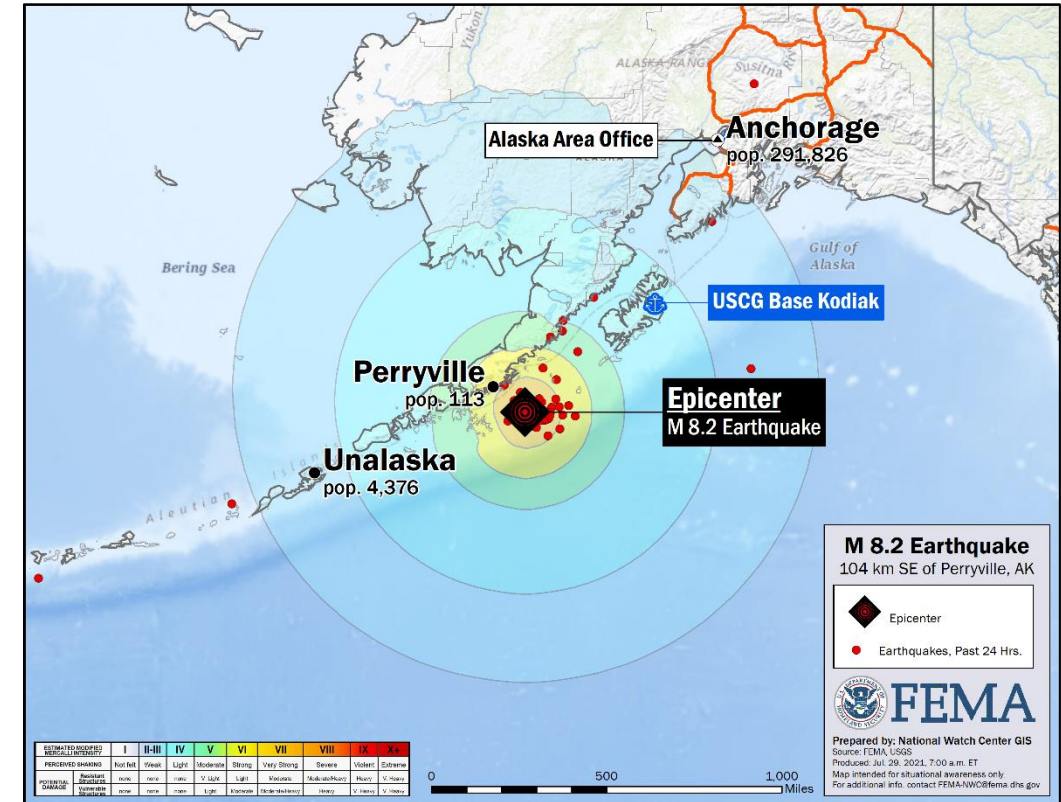 Yukon
ALASKA RANGE
Susitna
Alaska Area Office
Anchorage
pop. 291,826
ALASKA
Bering Sea
Gulf of
Alaska
USCG Base Kodiak
Perryville
pop. 113
Epicenter
M 8.2 Earthquake
Unalaska
pop. 4,376
Aleutian Islands
M 8.2 Earthquake
104 km SE of Perryville, AK
Epicenter
Earthquakes, Past 24 Hrs.
U.S. DEPARTMENT OF
HOMELAND SECURITY
FEMA
Prepared by: National Watch Center GIS
Source: FEMA, USGS
Produced: Jul. 29, 2021, 7:00 a.m. ET
Map intended for situational awareness only.
For additional info. contact FEMA-NWC@fema.dhs.gov
ESTIMATED MODIFIED MERCALLI INTENSITY I II-III IV V VI VII VIII IX X+
PERCEIVED SHAKING Not felt Weak Light Moderate Strong Very Strong Severe Violent Extreme
POTENTIAL DAMAGE Resistant Structures none none none V. Light Light Moderate Moderate/Heavy Heavy V. Heavy
Vulnerable Structures none none none Light Moderate Moderate/Heavy Heavy V. Heavy V. Heavy
0 500 1,000
Miles